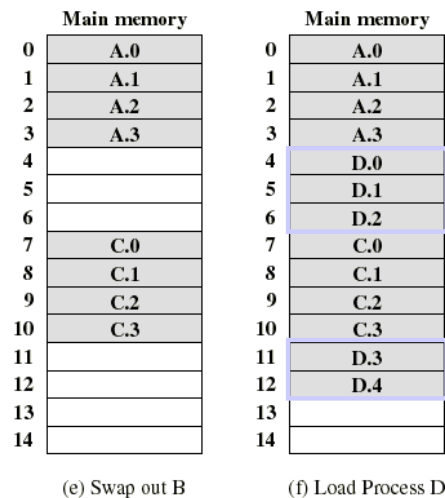 Main memory Main memory
0 A.0 0 A.0
1 A.1 1 A.1
2 A.2 2 A.2
3 A.3 3 A.3
4 4 D.0
5 5 D.1
6 6 D.2
7 C.0 7 C.0
8 C.1 8 C.1
9 C.2 9 C.2
10 C.3 10 C.3
11 11 D.3
12 12 D.4
13 13
14 14
(e) Swap out B (f) Load Process D